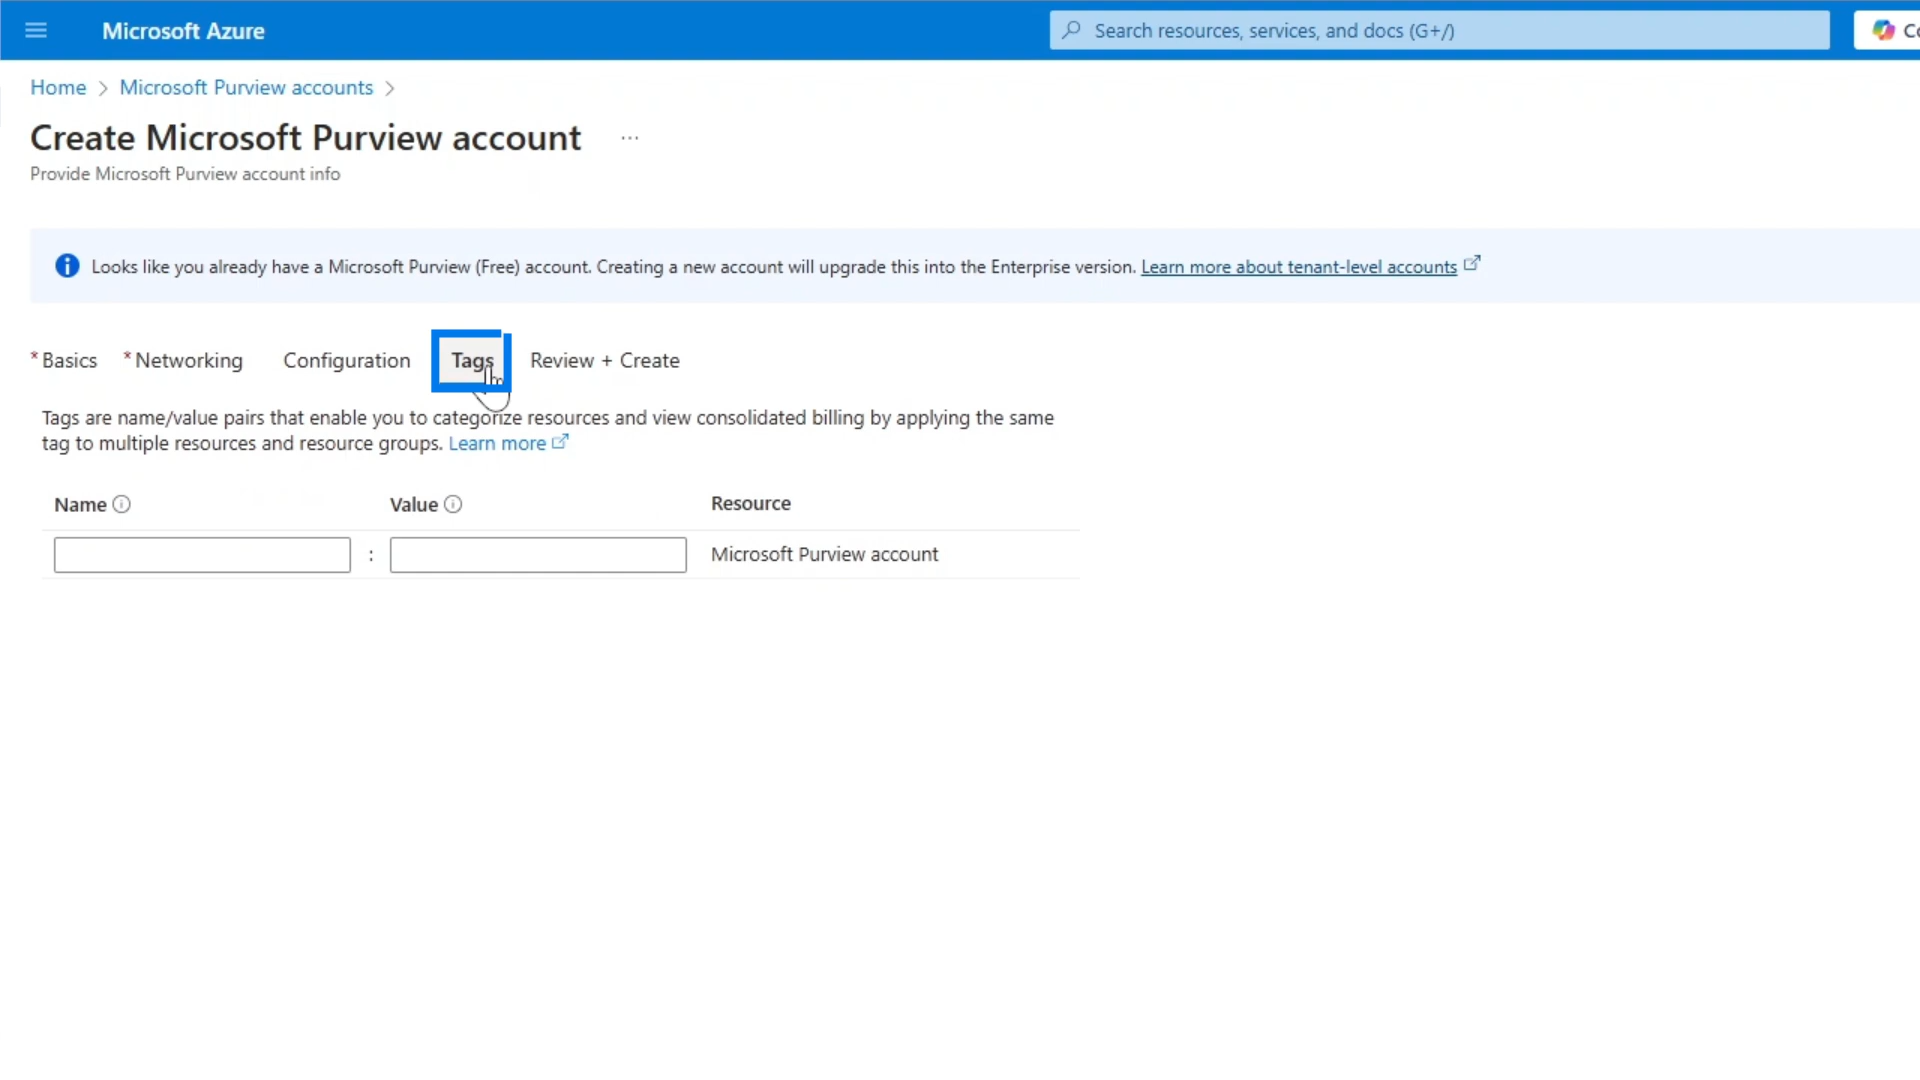 Microsoft Azure
Search resources, services, and docs (G+/)
Home > Microsoft Purview accounts >
Create Microsoft Purview account ...
Provide Microsoft Purview account info
Looks like you already have a Microsoft Purview (Free) account. Creating a new account will upgrade this into the Enterprise version. Learn more about tenant-level accounts
* Basics * Networking Configuration Tags Review + Create
Tags are name/value pairs that enable you to categorize resources and view consolidated billing by applying the same
tag to multiple resources and resource groups. Learn more
Name Value Resource
: Microsoft Purview account